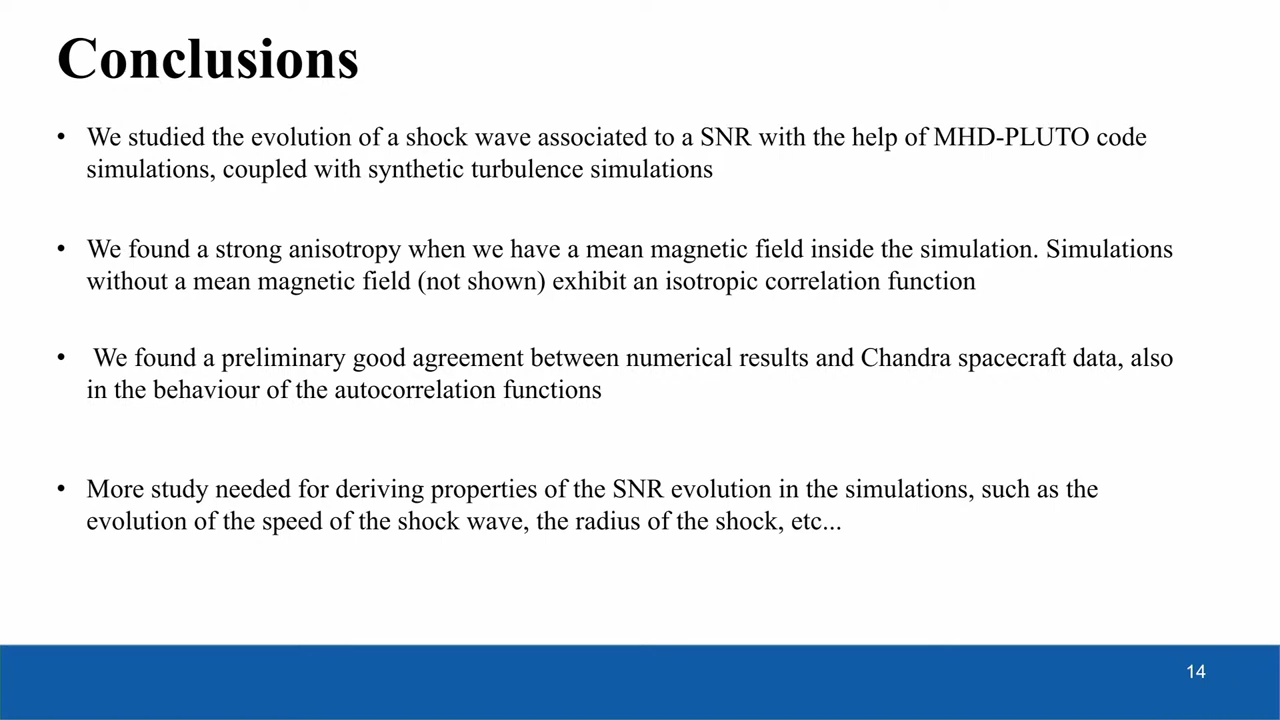 Conclusions
• We studied the evolution of a shock wave associated to a SNR with the help of MHD-PLUTO code
simulations, coupled with synthetic turbulence simulations
• We found a strong anisotropy when we have a mean magnetic field inside the simulation. Simulations
without a mean magnetic field (not shown) exhibit an isotropic correlation function
• We found a preliminary good agreement between numerical results and Chandra spacecraft data, also
in the behaviour of the autocorrelation functions
• More study needed for deriving properties of the SNR evolution in the simulations, such as the
evolution of the speed of the shock wave, the radius of the shock, etc...
14